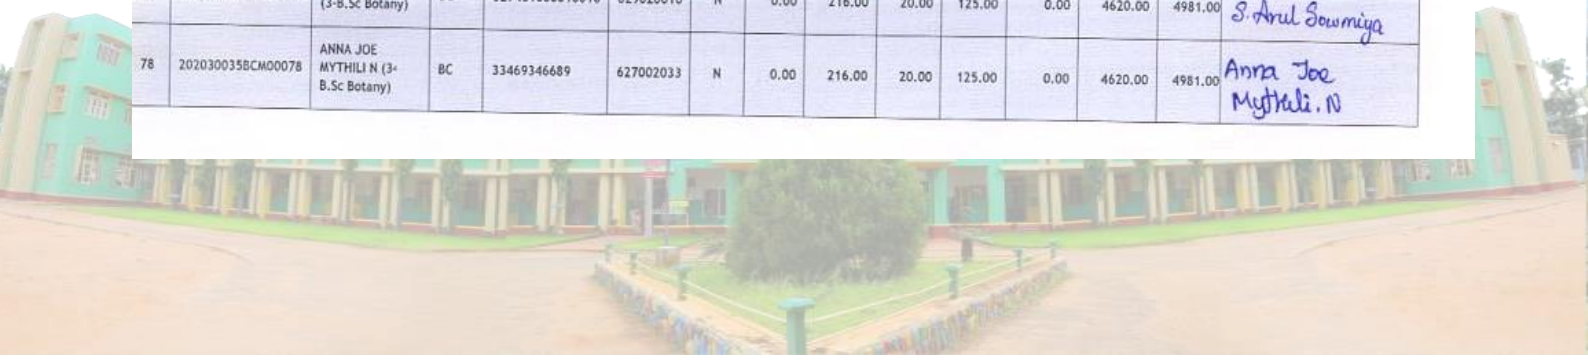 (3-B.Sc Botany) 0.00 216.00 20.00 125.00 0.00 4620.00 4981.00 S. Arul Sowmiya
78 202030035BCM00078 ANNA JOE MYTHILI N (3- B.Sc Botany) BC 33469346689 627002033 N 0.00 216.00 20.00 125.00 0.00 4620.00 4981.00 Anna Joe Mythili. N